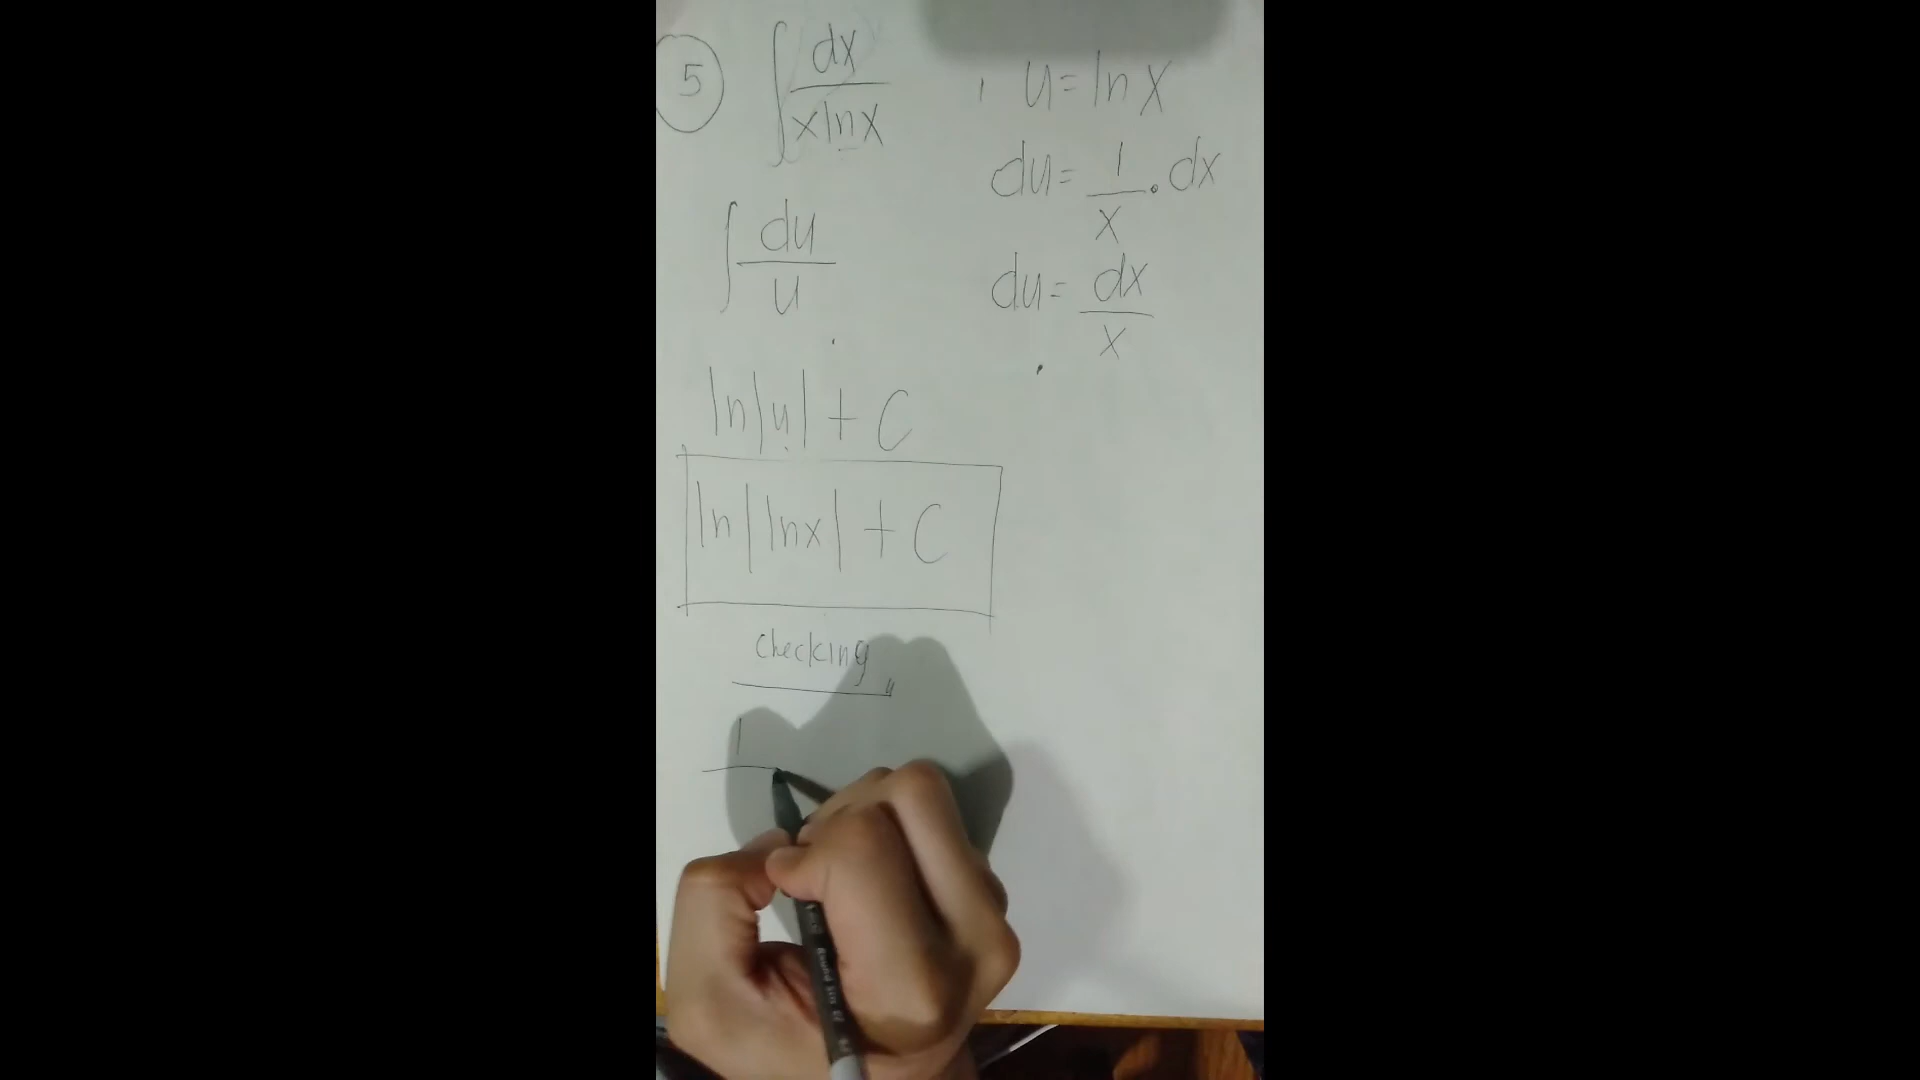 5
∫ dx / x ln x
u = ln x
du = 1/x · dx
∫ du / u
du = dx / x
ln|u| + C
ln|ln x| + C
checking
1